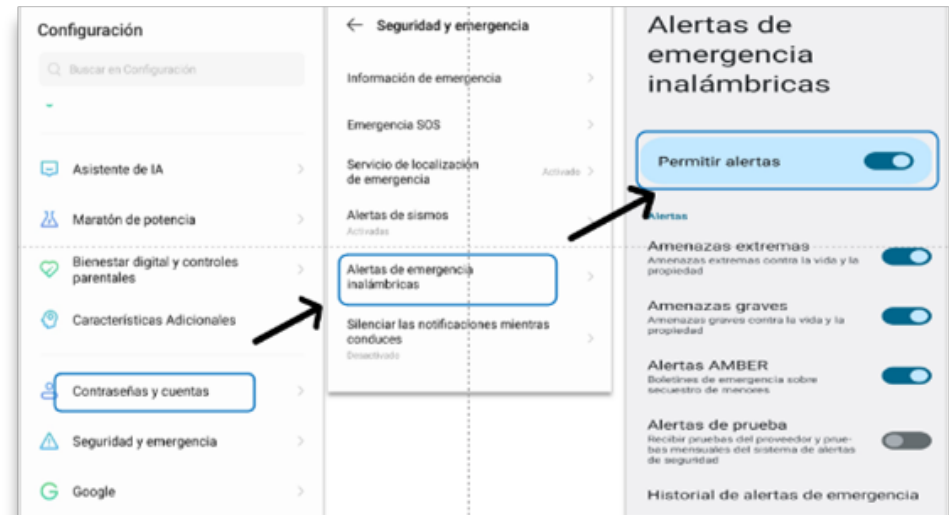 Configuración
Buscar en Configuración
Asistente de IA
Maratón de potencia
Bienestar digital y controles
parentales
Características Adicionales
Contraseñas y cuentas
Seguridad y emergencia
Google
Seguridad y emergencia
Información de emergencia
Emergencia SOS
Servicio de localización
de emergencia
Activado
Alertas de sismos
Activadas
Alertas de emergencia
inalámbricas
Silenciar las notificaciones mientras
conduces
Desactivado
Alertas de
emergencia
inalámbricas
Permitir alertas
Alertas
Amenazas extremas
Amenazas extremas contra la vida y la
propiedad
Amenazas graves
Amenazas graves contra la vida y la
propiedad
Alertas AMBER
Boletines de emergencia sobre
secuestro de menores
Alertas de prueba
Recibir pruebas del proveedor y prue-
bas mensuales del sistema de alertas
de seguridad
Historial de alertas de emergencia